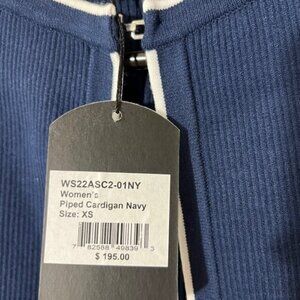 WS22ASC2-01NY
Women's
Piped Cardigan Navy
Size: XS
7 82588 49839 3
$ 195.00